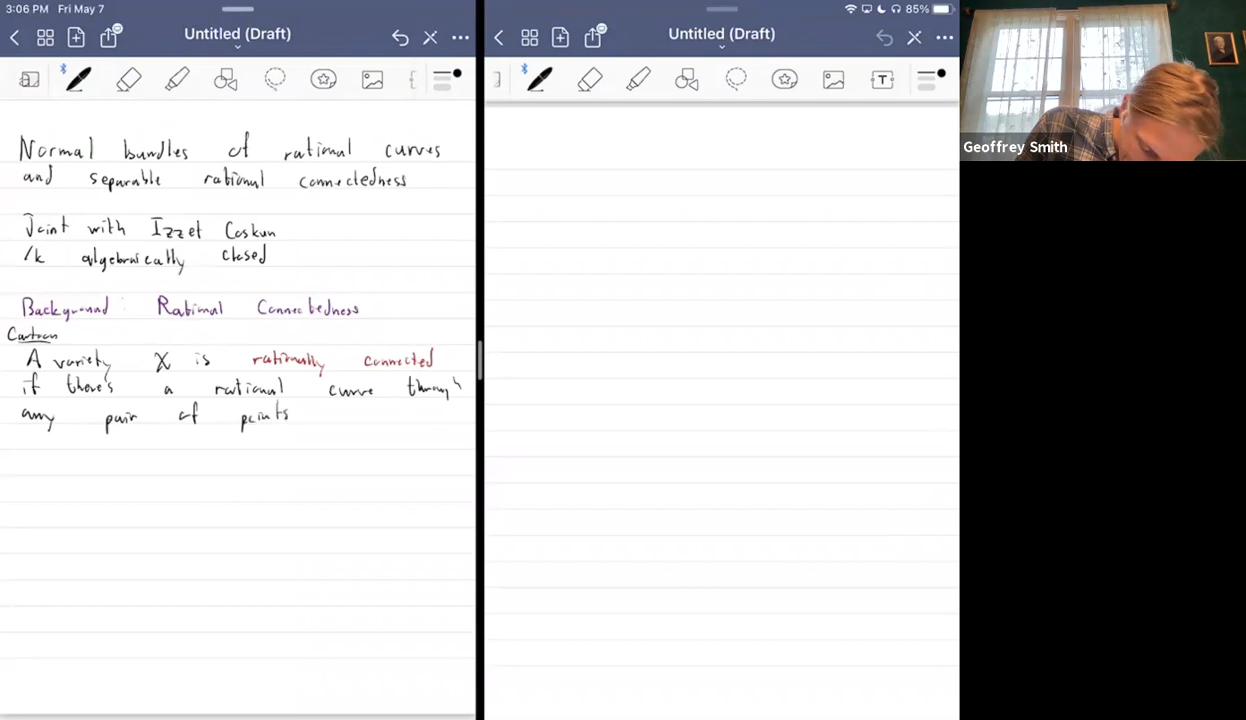 3:06 PM Fri May 7
85%
Untitled (Draft)
Untitled (Draft)
T
Normal bundles of rational curves
and separable rational connectedness
Joint with Izzet Coskun
/k algebraically closed
Background: Rational Connectedness
Cartoon
A variety X is rationally connected
if there's a rational curve through
any pair of points
Geoffrey Smith